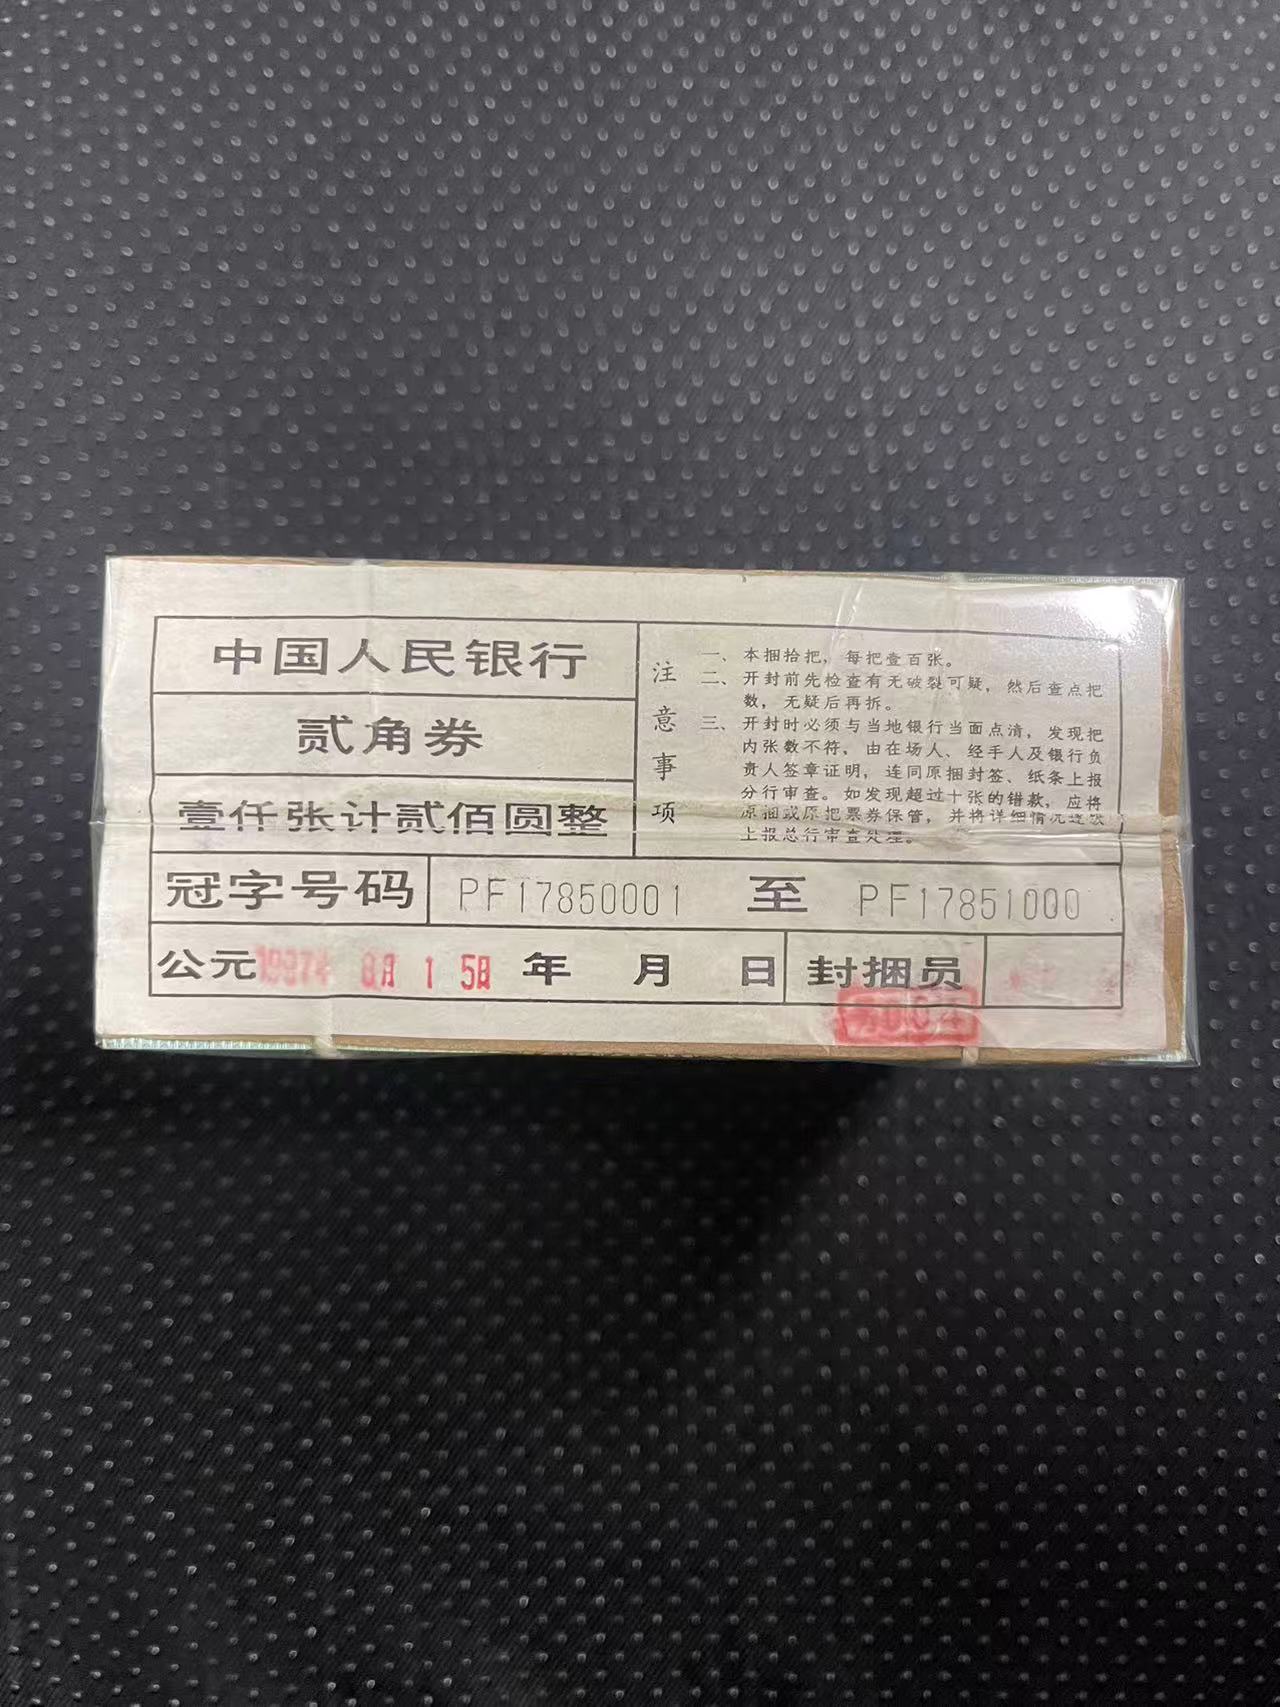 中国人民银行
贰角券
壹仟张计贰佰圆整
注意事项
一、本捆拾把，每把壹百张。
二、开封前先检查有无破裂可疑，然后查点把
数，无疑后再拆。
三、开封时必须与当地银行当面点清，发现把
内张数不符，由在场人、经手人及银行负
责人签章证明，连同原捆封签、纸条上报
分行审查。如发现超过十张的错款，应将
原捆或原把票券保管，并将详细情况逐级
上报总行审查处理。
冠字号码 PF17850001 至 PF17851000
公元 8月15日 年 月 日 封捆员